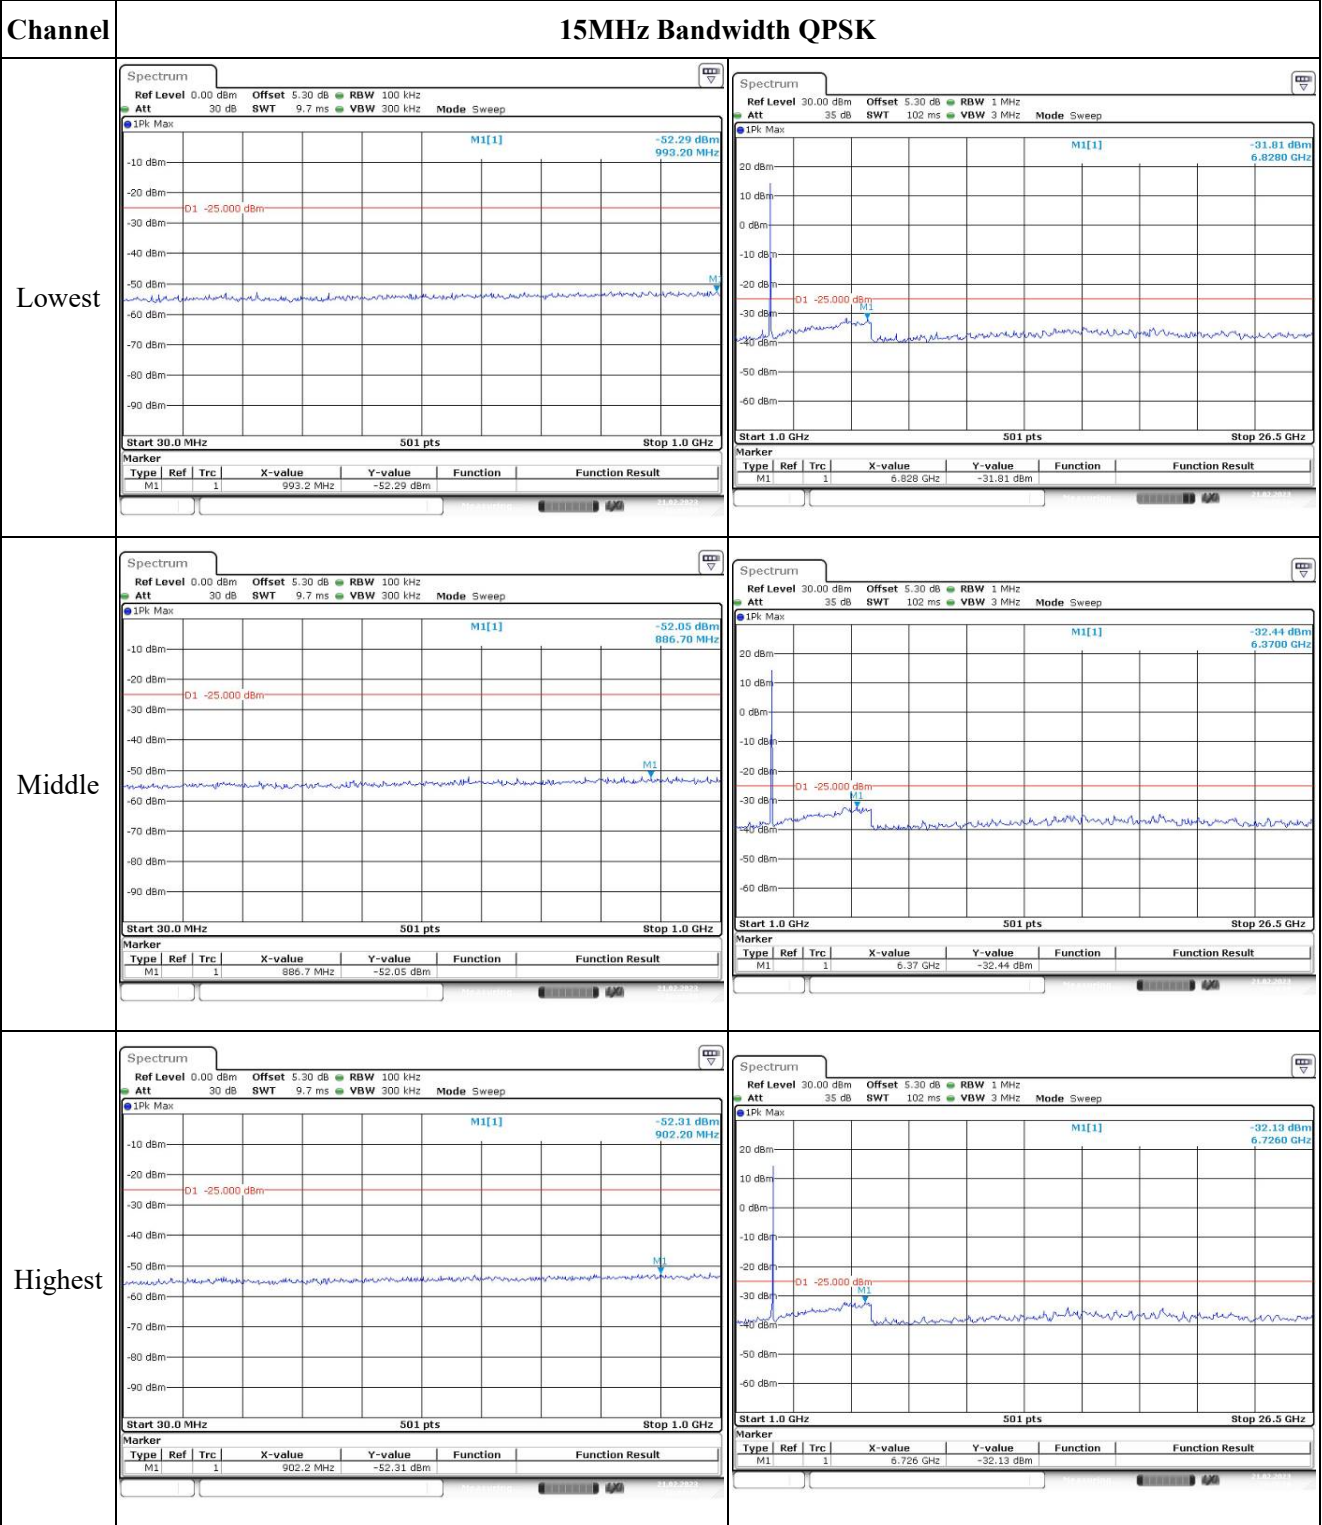 Channel 15MHz Bandwidth QPSK
Lowest
Spectrum
Ref Level 0.00 dBm Offset 5.30 dB RBW 100 kHz
Att 30 dB SWT 9.7 ms VBW 300 kHz Mode Sweep
1Pk Max
M1[1] -52.29 dBm
993.20 MHz
-10 dBm
-20 dBm
D1 -25.000 dBm
-30 dBm
-40 dBm
-50 dBm
M1
-60 dBm
-70 dBm
-80 dBm
-90 dBm
Start 30.0 MHz 501 pts Stop 1.0 GHz
Marker
Type Ref Trc X-value Y-value Function Function Result
M1 1 993.2 MHz -52.29 dBm
21.02.2023
Spectrum
Ref Level 30.00 dBm Offset 5.30 dB RBW 1 MHz
Att 35 dB SWT 102 ms VBW 3 MHz Mode Sweep
1Pk Max
M1[1] -31.81 dBm
6.8280 GHz
20 dBm
10 dBm
0 dBm
-10 dBm
-20 dBm
D1 -25.000 dBm
M1
-30 dBm
-40 dBm
-50 dBm
-60 dBm
Start 1.0 GHz 501 pts Stop 26.5 GHz
Marker
Type Ref Trc X-value Y-value Function Function Result
M1 1 6.828 GHz -31.81 dBm
21.02.2023
Middle
Spectrum
Ref Level 0.00 dBm Offset 5.30 dB RBW 100 kHz
Att 30 dB SWT 9.7 ms VBW 300 kHz Mode Sweep
1Pk Max
M1[1] -52.05 dBm
886.70 MHz
-10 dBm
-20 dBm
D1 -25.000 dBm
-30 dBm
-40 dBm
-50 dBm
M1
-60 dBm
-70 dBm
-80 dBm
-90 dBm
Start 30.0 MHz 501 pts Stop 1.0 GHz
Marker
Type Ref Trc X-value Y-value Function Function Result
M1 1 886.7 MHz -52.05 dBm
21.02.2023
Spectrum
Ref Level 30.00 dBm Offset 5.30 dB RBW 1 MHz
Att 35 dB SWT 102 ms VBW 3 MHz Mode Sweep
1Pk Max
M1[1] -32.44 dBm
6.3700 GHz
20 dBm
10 dBm
0 dBm
-10 dBm
-20 dBm
D1 -25.000 dBm
M1
-30 dBm
-40 dBm
-50 dBm
-60 dBm
Start 1.0 GHz 501 pts Stop 26.5 GHz
Marker
Type Ref Trc X-value Y-value Function Function Result
M1 1 6.37 GHz -32.44 dBm
21.02.2023
Highest
Spectrum
Ref Level 0.00 dBm Offset 5.30 dB RBW 100 kHz
Att 30 dB SWT 9.7 ms VBW 300 kHz Mode Sweep
1Pk Max
M1[1] -52.31 dBm
902.20 MHz
-10 dBm
-20 dBm
D1 -25.000 dBm
-30 dBm
-40 dBm
-50 dBm
M1
-60 dBm
-70 dBm
-80 dBm
-90 dBm
Start 30.0 MHz 501 pts Stop 1.0 GHz
Marker
Type Ref Trc X-value Y-value Function Function Result
M1 1 902.2 MHz -52.31 dBm
21.02.2023
Spectrum
Ref Level 30.00 dBm Offset 5.30 dB RBW 1 MHz
Att 35 dB SWT 102 ms VBW 3 MHz Mode Sweep
1Pk Max
M1[1] -32.13 dBm
6.7260 GHz
20 dBm
10 dBm
0 dBm
-10 dBm
-20 dBm
D1 -25.000 dBm
M1
-30 dBm
-40 dBm
-50 dBm
-60 dBm
Start 1.0 GHz 501 pts Stop 26.5 GHz
Marker
Type Ref Trc X-value Y-value Function Function Result
M1 1 6.726 GHz -32.13 dBm
21.02.2023